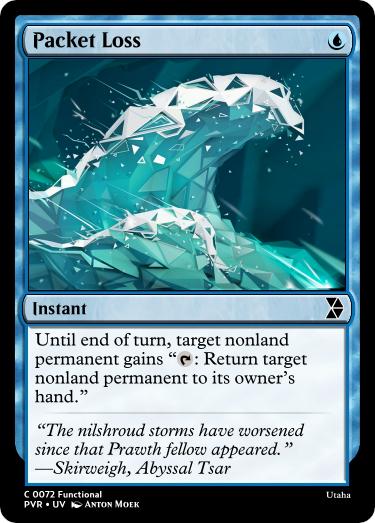 Packet Loss
Instant
Until end of turn, target nonland
permanent gains “: Return target
nonland permanent to its owner’s
hand.”
“The nilshroud storms have worsened
since that Prawth fellow appeared.”
—Skirweigh, Abyssal Tsar
C 0072 Functional
PVR • UV Anton Moek
Utaha